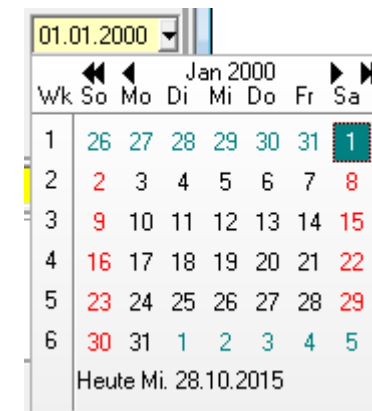 01.01.2000
Jan 2000
Wk So Mo Di Mi Do Fr Sa
1 26 27 28 29 30 31 1
2 2 3 4 5 6 7 8
3 9 10 11 12 13 14 15
4 16 17 18 19 20 21 22
5 23 24 25 26 27 28 29
6 30 31 1 2 3 4 5
Heute Mi. 28.10.2015